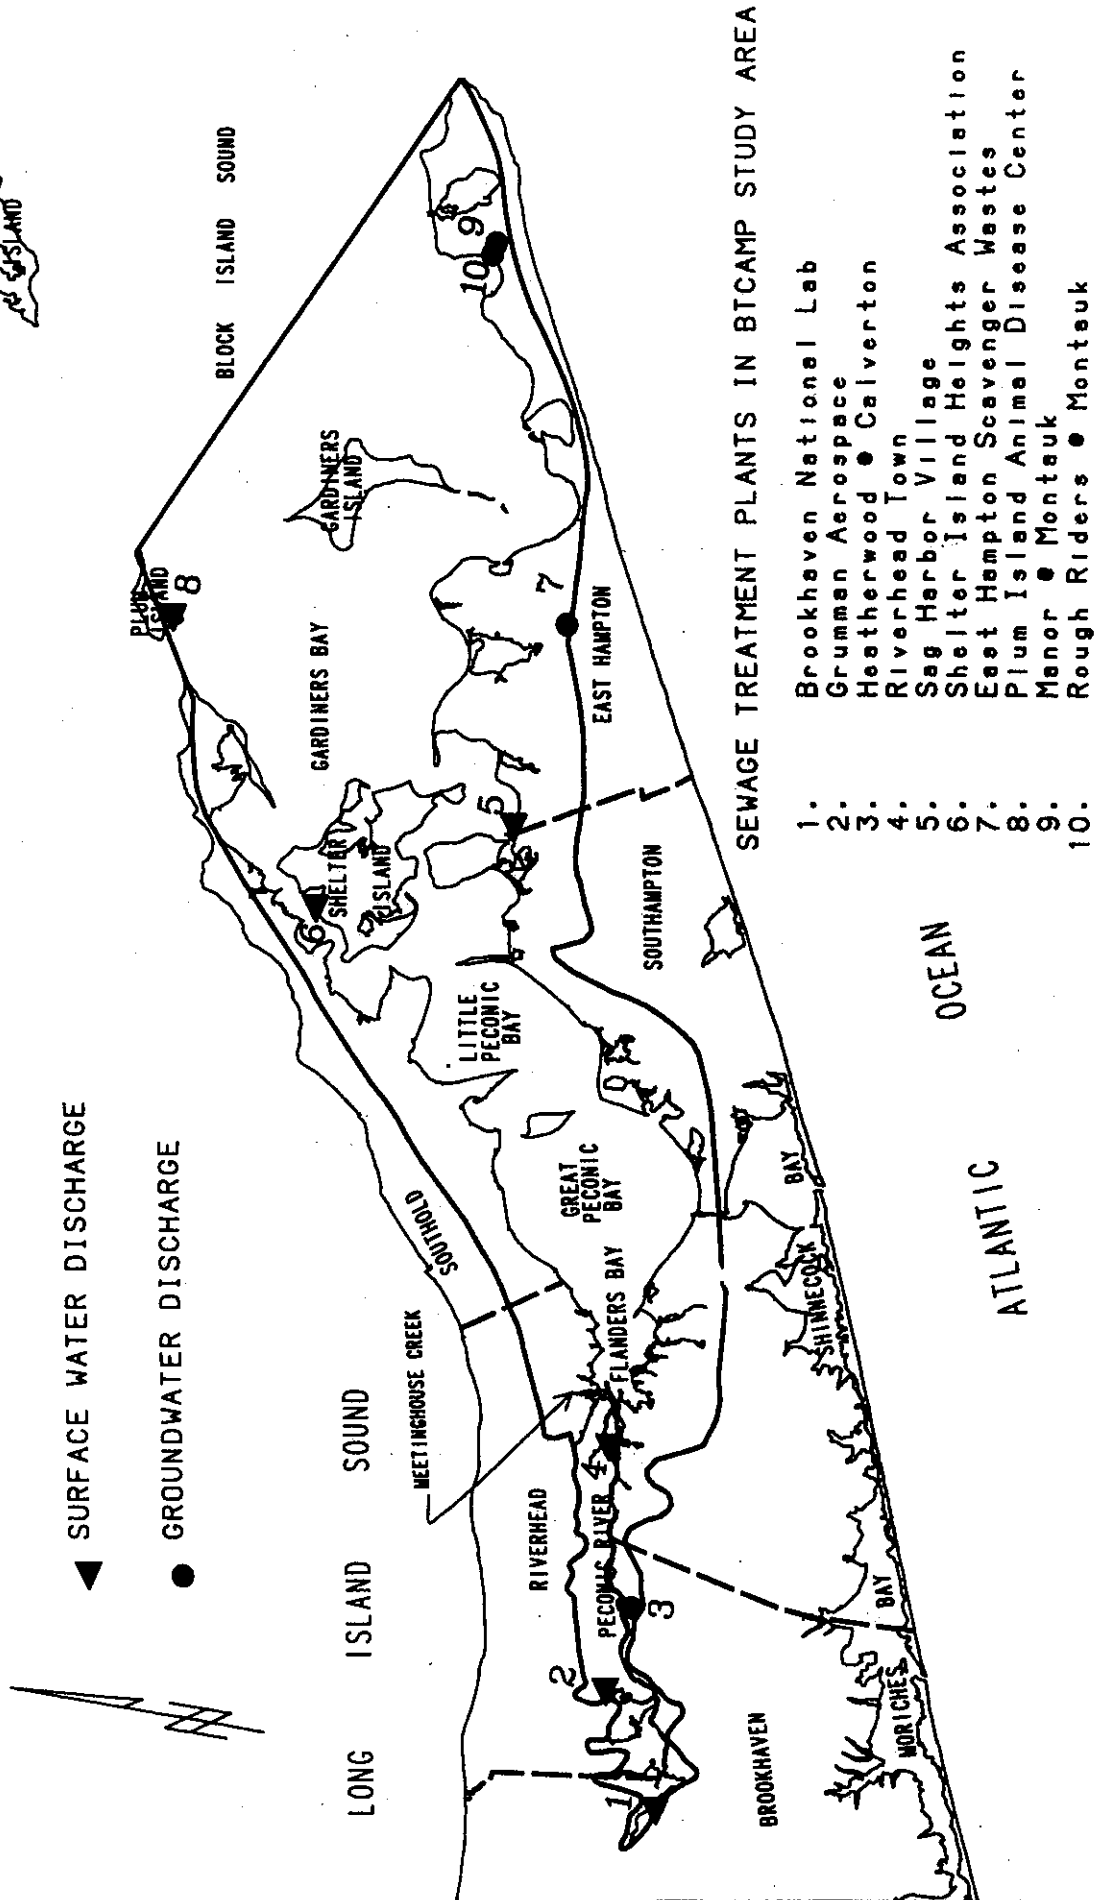 ▲ SURFACE WATER DISCHARGE
● GROUNDWATER DISCHARGE
ISLAND
BLOCK ISLAND SOUND
LONG ISLAND SOUND
PLUM
ISLAND
8
GARDINERS
ISLAND
GARDINERS BAY
SHELTER
ISLAND
6
5
7
9
10
EAST HAMPTON
SOUTHAMPTON
LITTLE
PECONIC
BAY
SOUTHOLD
GREAT
PECONIC
BAY
MEETINGHOUSE CREEK
FLANDERS BAY
RIVERHEAD
4
PECONIC RIVER
3
2
1
BROOKHAVEN
MORICHES BAY
SHINNECOCK BAY
ATLANTIC OCEAN
SEWAGE TREATMENT PLANTS IN BTCAMP STUDY AREA
1. Brookhaven National Lab
2. Grumman Aerospace
3. Heatherwood @ Calverton
4. Riverhead Town
5. Sag Harbor Village
6. Shelter Island Heights Association
7. East Hampton Scavenger Wastes
8. Plum Island Animal Disease Center
9. Manor @ Montauk
10. Rough Riders @ Montauk